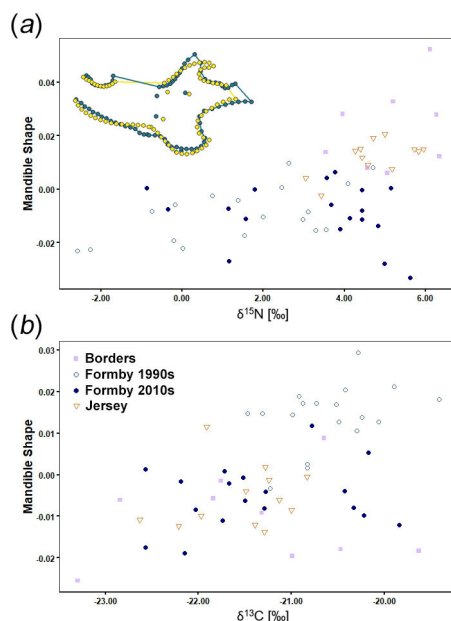 (a)
Mandible Shape
0.04
0.02
0.00
-0.02
-2.00 0.00 2.00 4.00 6.00
δ15N [‰]
(b)
Mandible Shape
0.03
0.02
0.01
0.00
-0.01
-0.02
-0.03
Borders
Formby 1990s
Formby 2010s
Jersey
-23.00 -22.00 -21.00 -20.00
δ13C [‰]